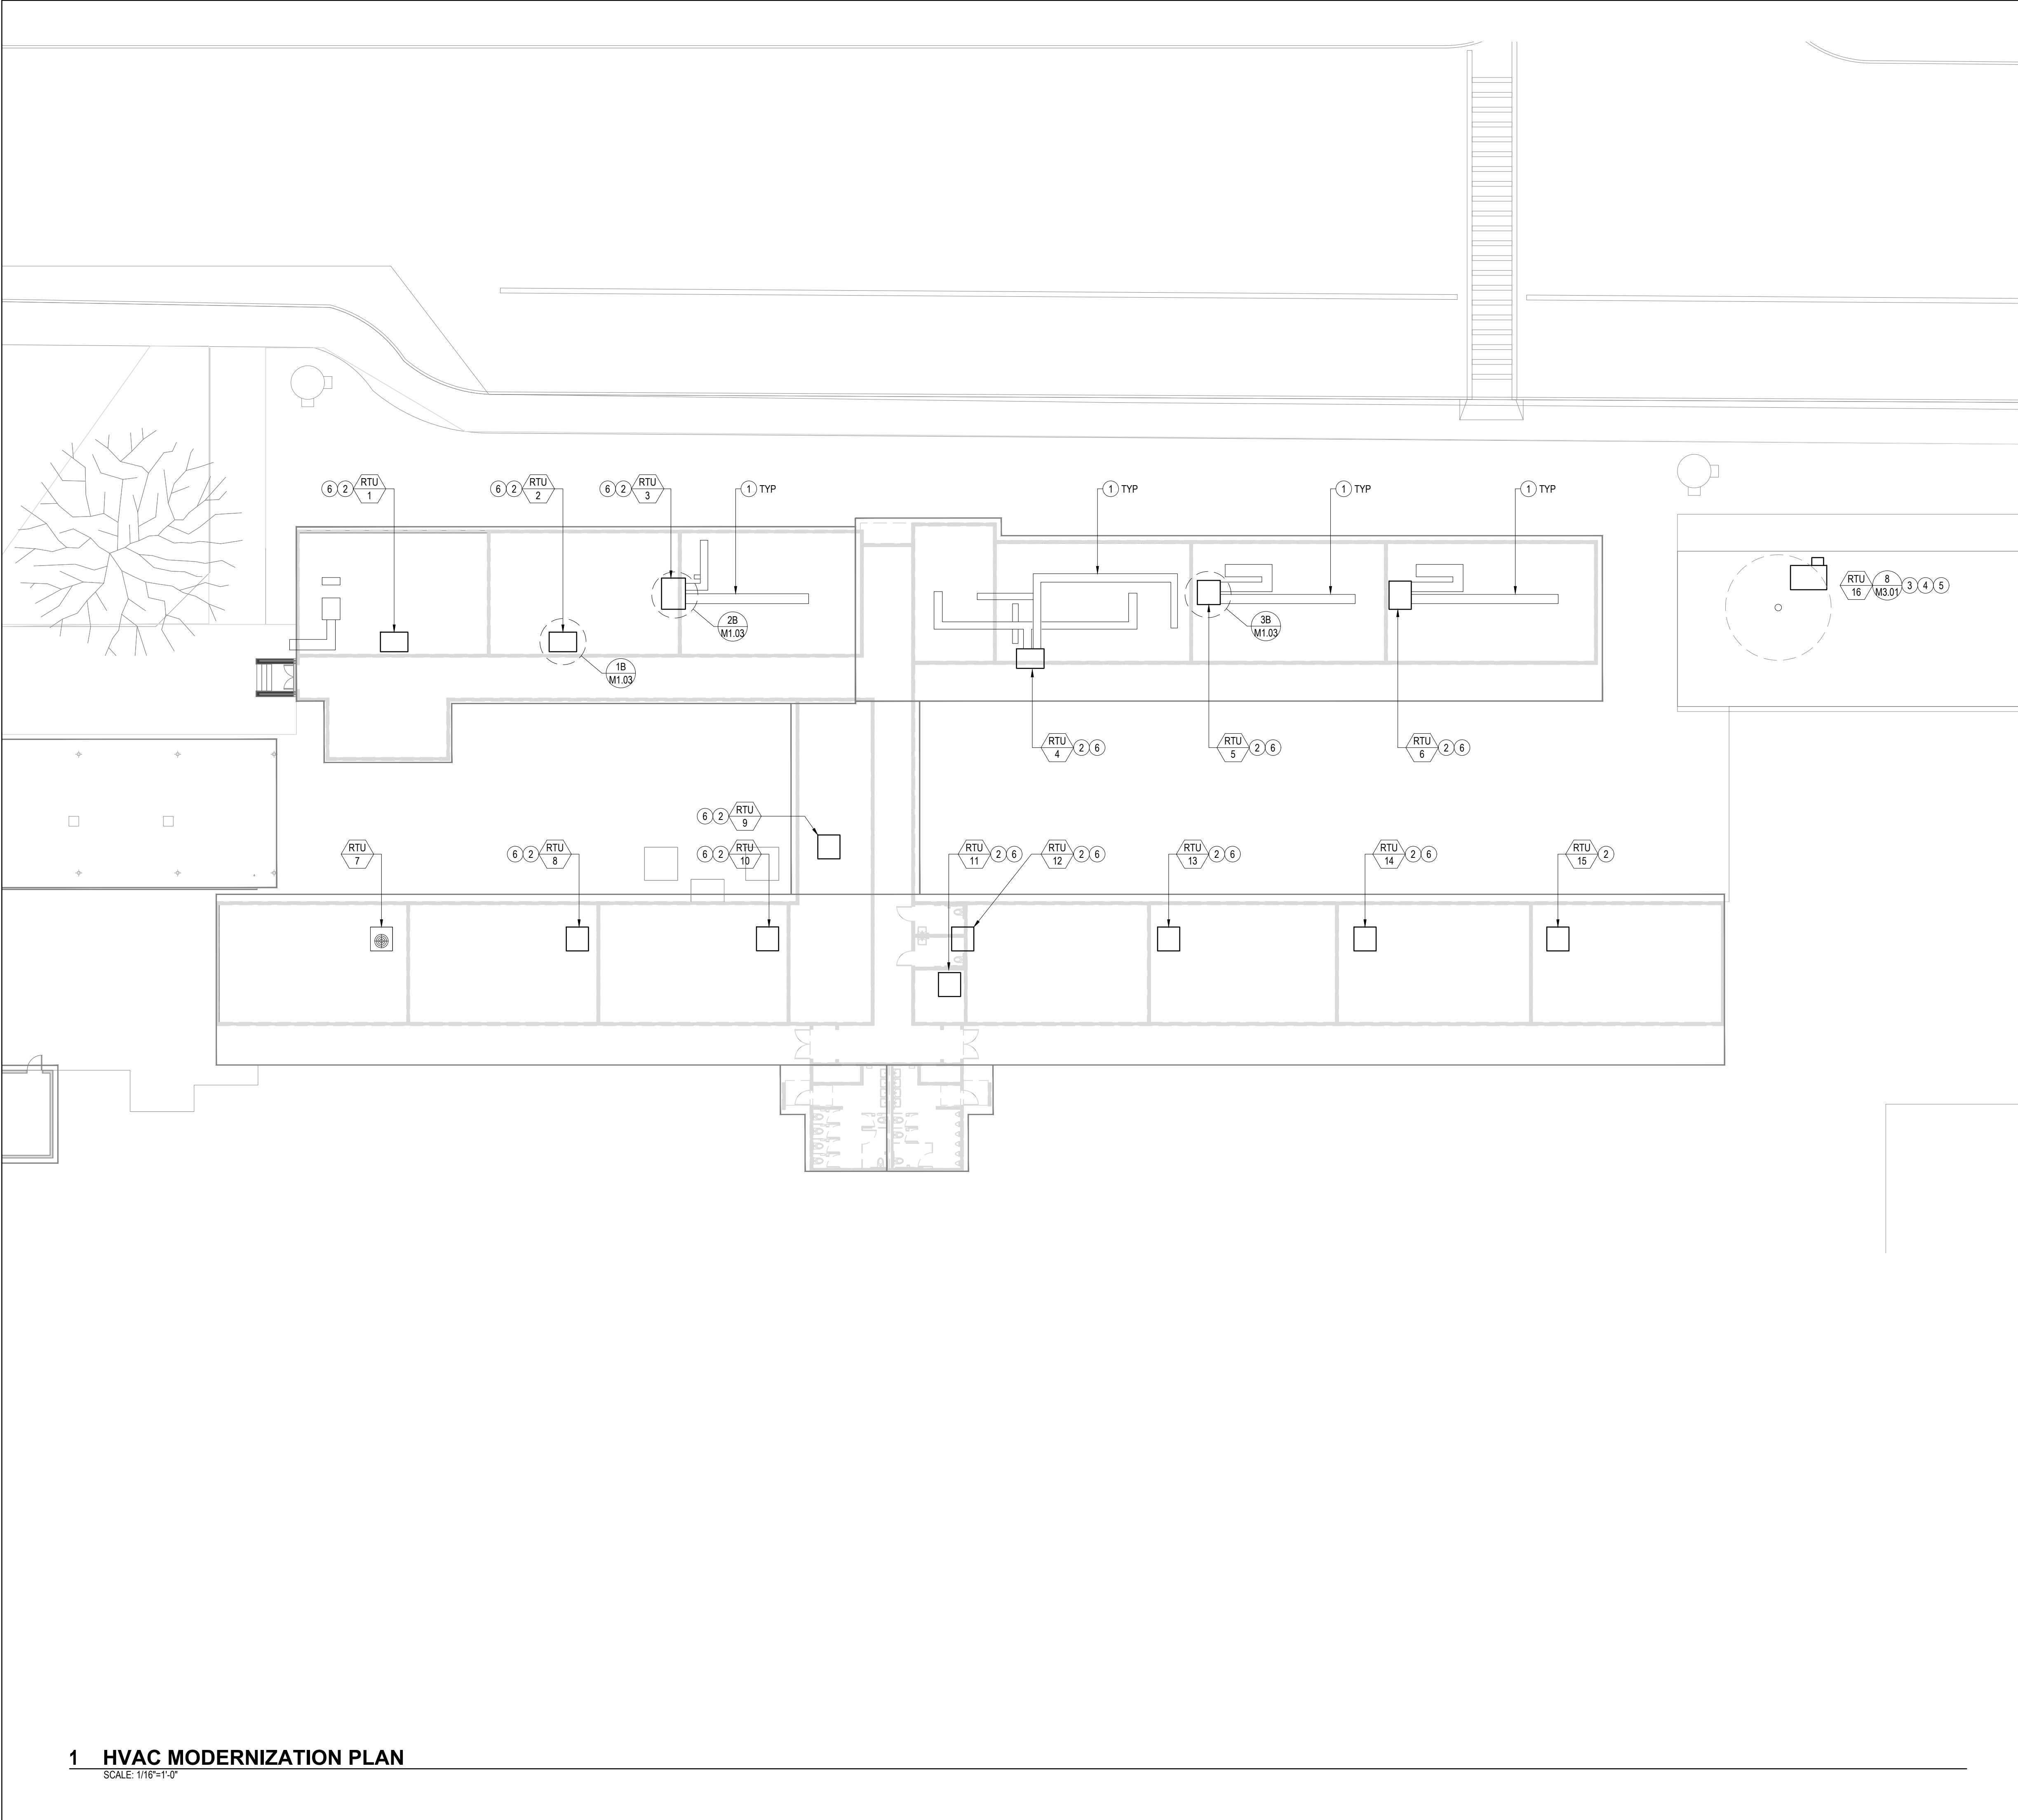 6 2 RTU 1
6 2 RTU 2
6 2 RTU 3
1 TYP
1 TYP
1 TYP
1 TYP
RTU 16
8 M3.01
3 4 5
2B
M1.03
3B
M1.03
1B
M1.03
RTU 4 2 6
RTU 5 2 6
RTU 6 2 6
6 2 RTU 9
RTU 7
6 2 RTU 8
6 2 RTU 10
RTU 11 2 6
RTU 12 2 6
RTU 13 2 6
RTU 14 2 6
RTU 15 2
1 HVAC MODERNIZATION PLAN
SCALE: 1/16"=1'-0"